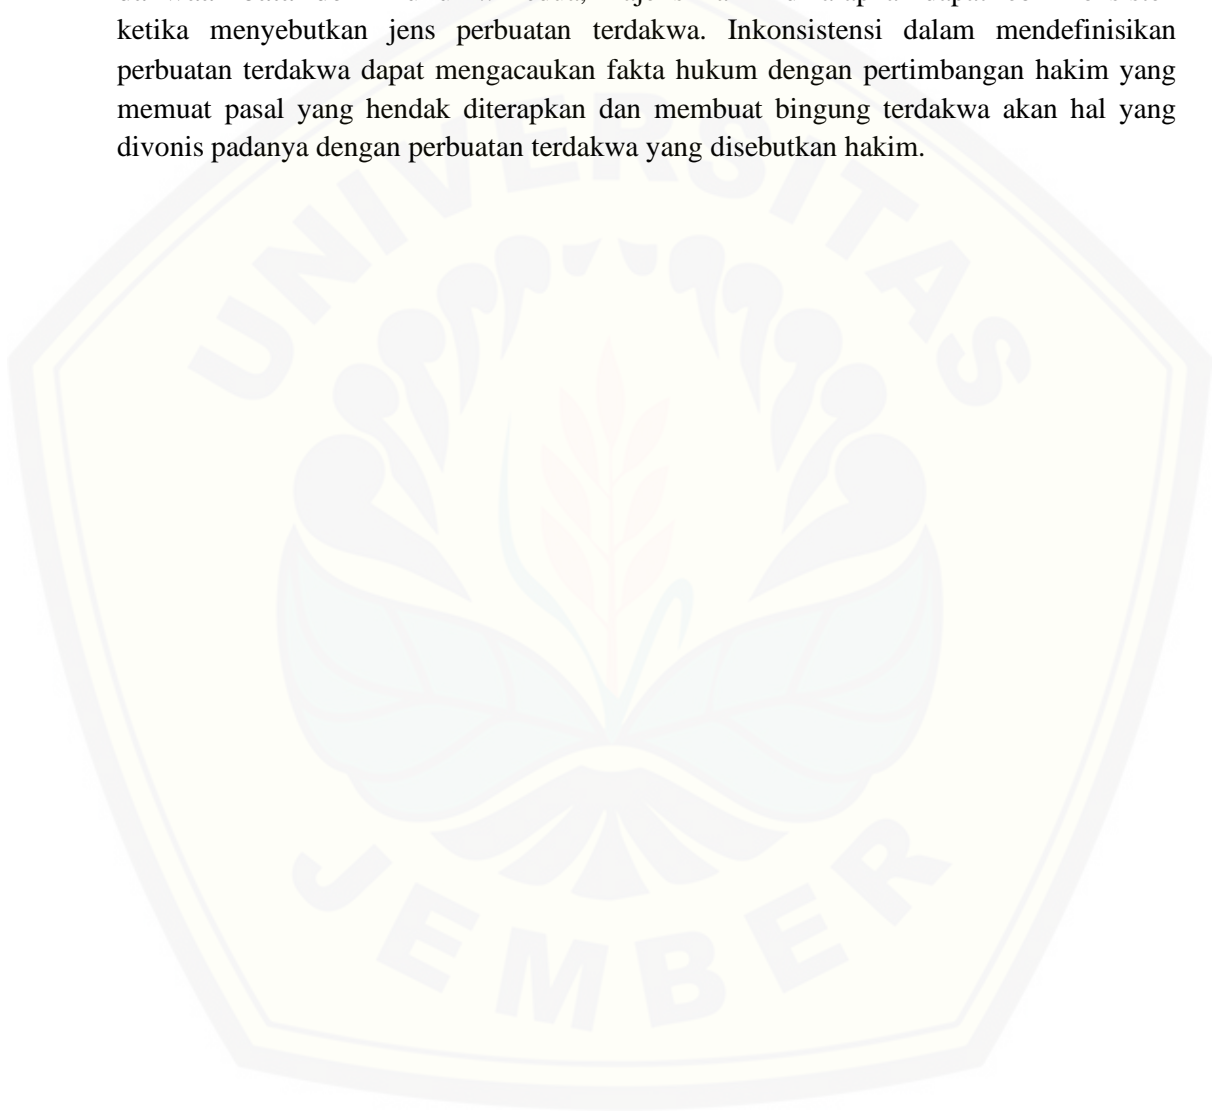 ketika menyebutkan jens perbuatan terdakwa. Inkonsistensi dalam mendefinisikan
perbuatan terdakwa dapat mengacaukan fakta hukum dengan pertimbangan hakim yang
memuat pasal yang hendak diterapkan dan membuat bingung terdakwa akan hal yang
divonis padanya dengan perbuatan terdakwa yang disebutkan hakim.
UNIVERSITAS
JEMBER